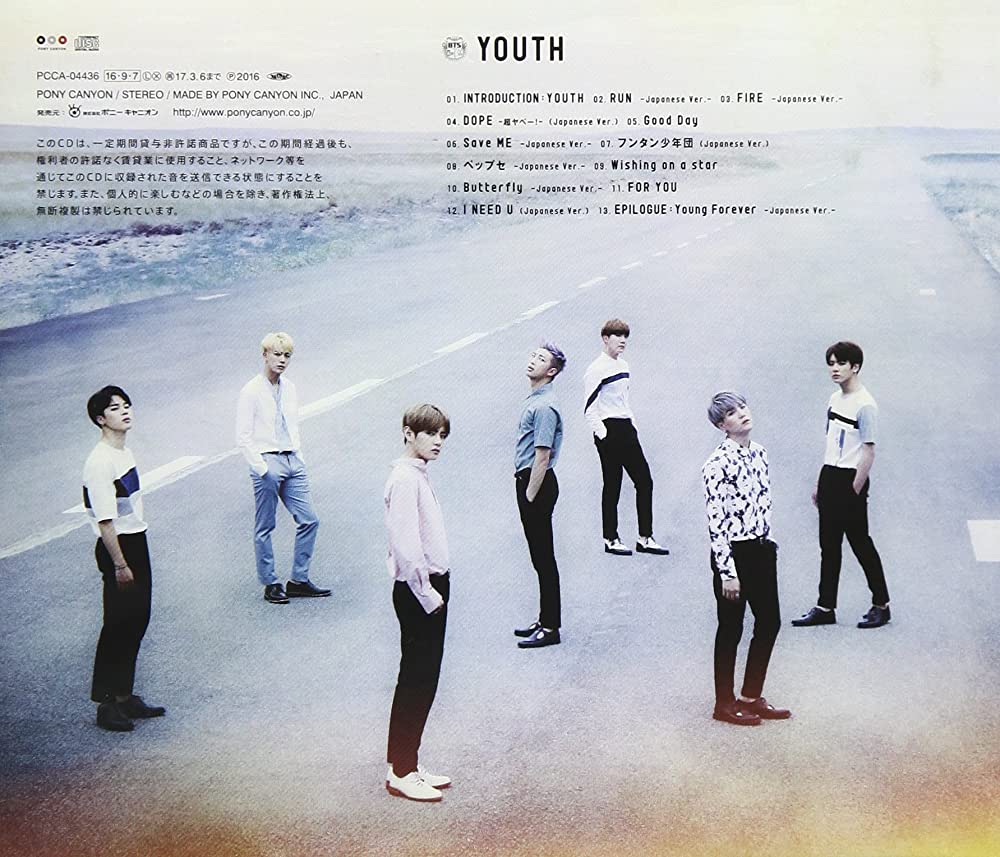 PONY CANYON
COMPACT disc DIGITAL AUDIO
PCCA-04436 16・9・7 Ⓛ Ⓧ 17.3.6まで Ⓟ2016
PONY CANYON / STEREO / MADE BY PONY CANYON INC., JAPAN
発売元: 株式会社ポニーキャニオン http://www.ponycanyon.co.jp/
このCDは、一定期間貸与非許諾商品ですが、この期間経過後も、
権利者の許諾なく賃貸業に使用すること、ネットワーク等を
通じてこのCDに収録された音を送信できる状態にすることを
禁じます。また、個人的に楽しむなどの場合を除き、著作権法上、
無断複製は禁じられています。
BTS YOUTH
01. INTRODUCTION:YOUTH 02. RUN -Japanese Ver.- 03. FIRE -Japanese Ver.-
04. DOPE -超ヤベー!- (Japanese Ver.) 05. Good Day
06. Save ME -Japanese Ver.- 07. フンタン少年団 (Japanese Ver.)
08. ペップセ -Japanese Ver.- 09. Wishing on a star
10. Butterfly -Japanese Ver.- 11. FOR YOU
12. I NEED U (Japanese Ver.) 13. EPILOGUE:Young Forever -Japanese Ver.-